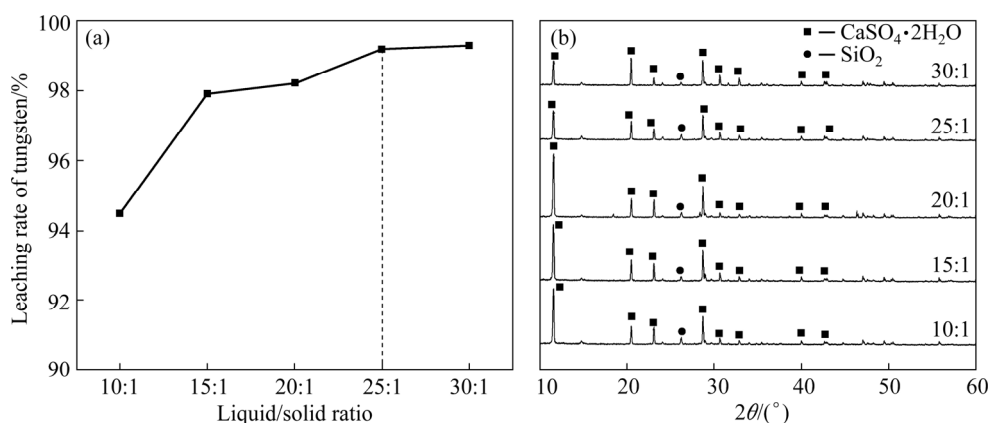 (a)
100
98
96
94
92
90
Leaching rate of tungsten/%
10:1 15:1 20:1 25:1 30:1
Liquid/solid ratio
(b)
■ — CaSO₄·2H₂O
● — SiO₂
30:1
25:1
20:1
15:1
10:1
10 20 30 40 50 60
2θ/(°)